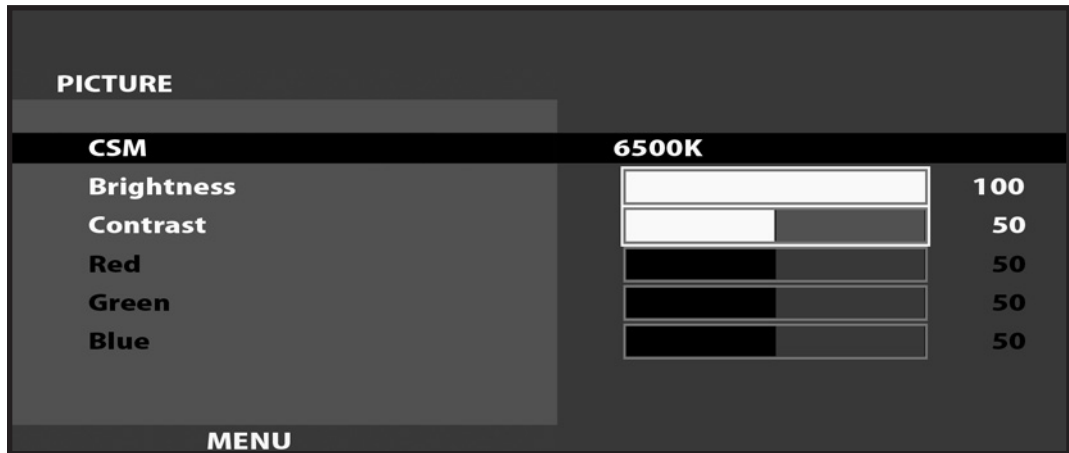 PICTURE
CSM 6500K
Brightness 100
Contrast 50
Red 50
Green 50
Blue 50
MENU